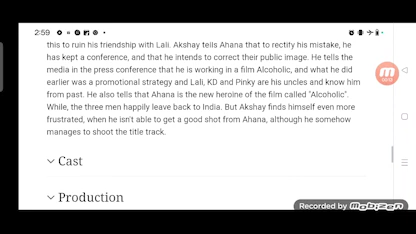 2:59
this to ruin his friendship with Lali. Akshay tells Ahana that to rectify his mistake, he
has kept a conference, and that he intends to correct their public image. He tells the
media in the press conference that he is working in a film Alcoholic, and what he did
earlier was a promotional strategy and Lali, KD and Pinky are his uncles and know him
from past. He also tells that Ahana is the new heroine of the film called "Alcoholic".
While, the three men happily leave back to India. But Akshay finds himself even more
frustrated, when he isn't able to get a good shot from Ahana, although he somehow
manages to shoot the title track.
Cast
Production
Recorded by mobizen